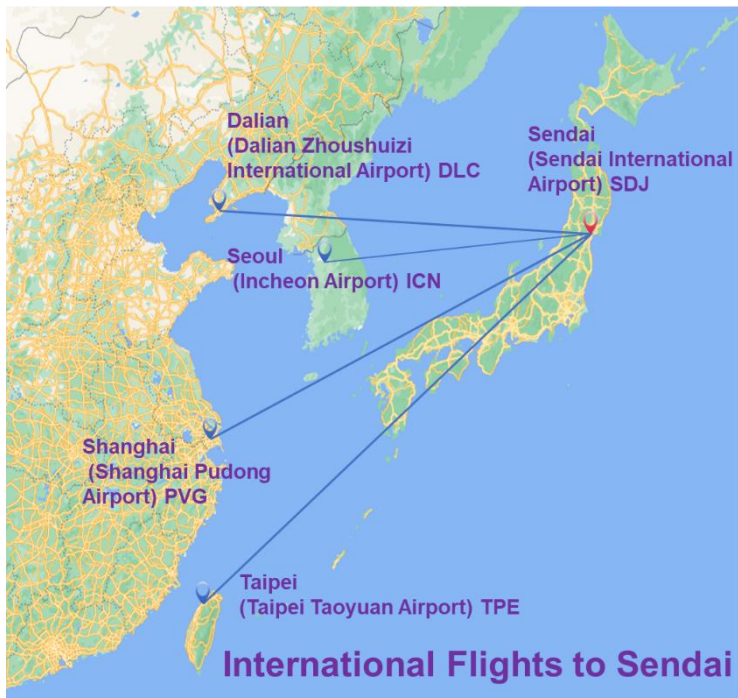 Dalian
(Dalian Zhoushuizi
International Airport) DLC
Sendai
(Sendai International
Airport) SDJ
Seoul
(Incheon Airport) ICN
Shanghai
(Shanghai Pudong
Airport) PVG
Taipei
(Taipei Taoyuan Airport) TPE
International Flights to Sendai